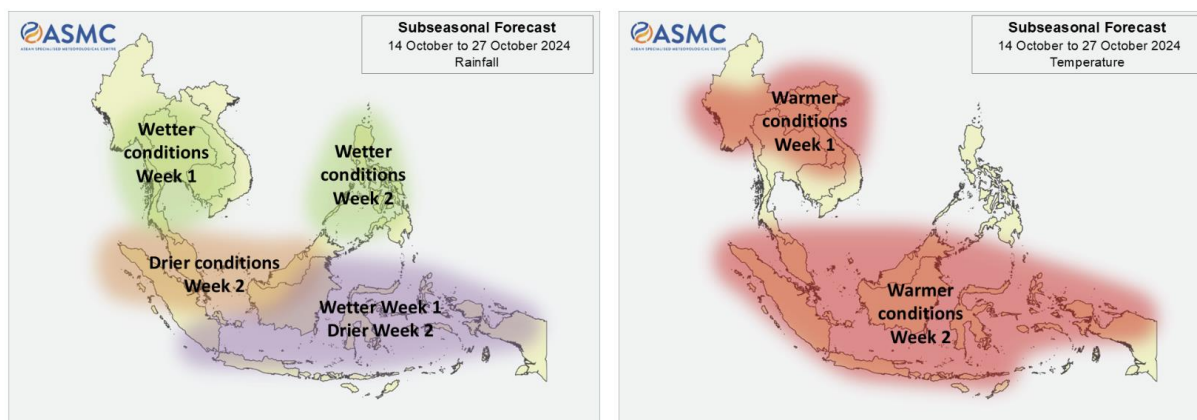 ASMC
ASEAN SPECIALISED METEOROLOGICAL CENTRE
Subseasonal Forecast
14 October to 27 October 2024
Rainfall
Wetter
conditions
Week 1
Wetter
conditions
Week 2
Drier conditions
Week 2
Wetter Week 1
Drier Week 2
ASMC
ASEAN SPECIALISED METEOROLOGICAL CENTRE
Subseasonal Forecast
14 October to 27 October 2024
Temperature
Warmer
conditions
Week 1
Warmer
conditions
Week 2